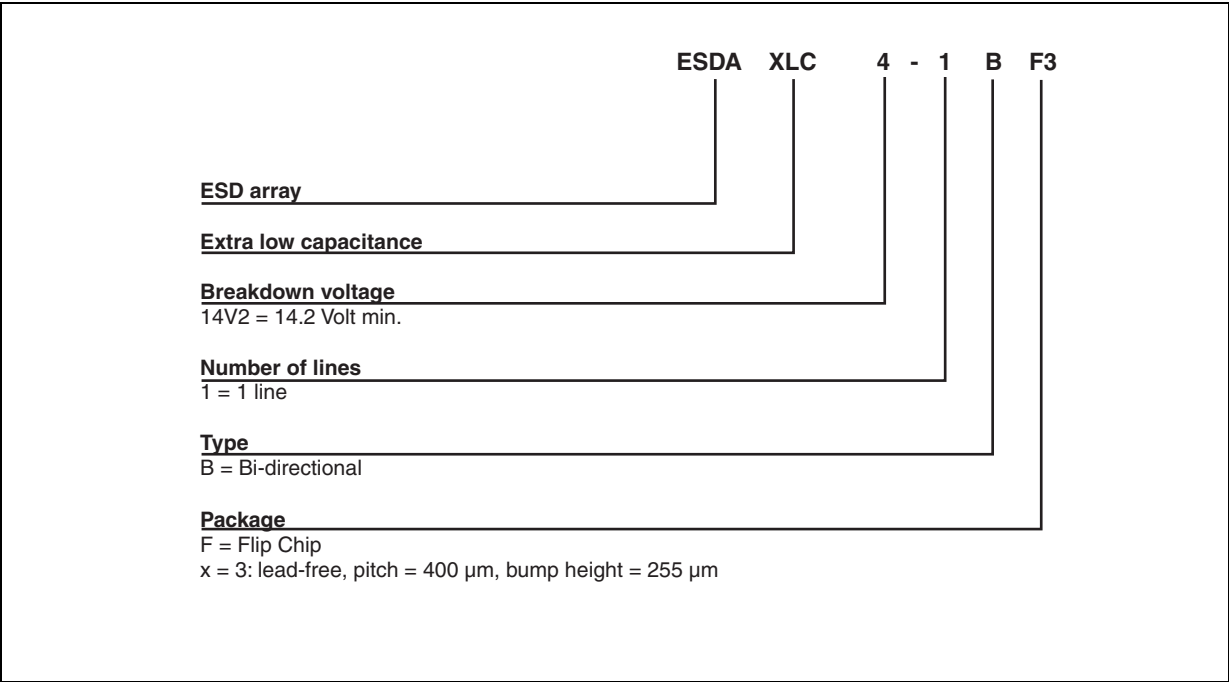 ESDA XLC 4 - 1 B F3
ESD array
Extra low capacitance
Breakdown voltage
14V2 = 14.2 Volt min.
Number of lines
1 = 1 line
Type
B = Bi-directional
Package
F = Flip Chip
x = 3: lead-free, pitch = 400 µm, bump height = 255 µm